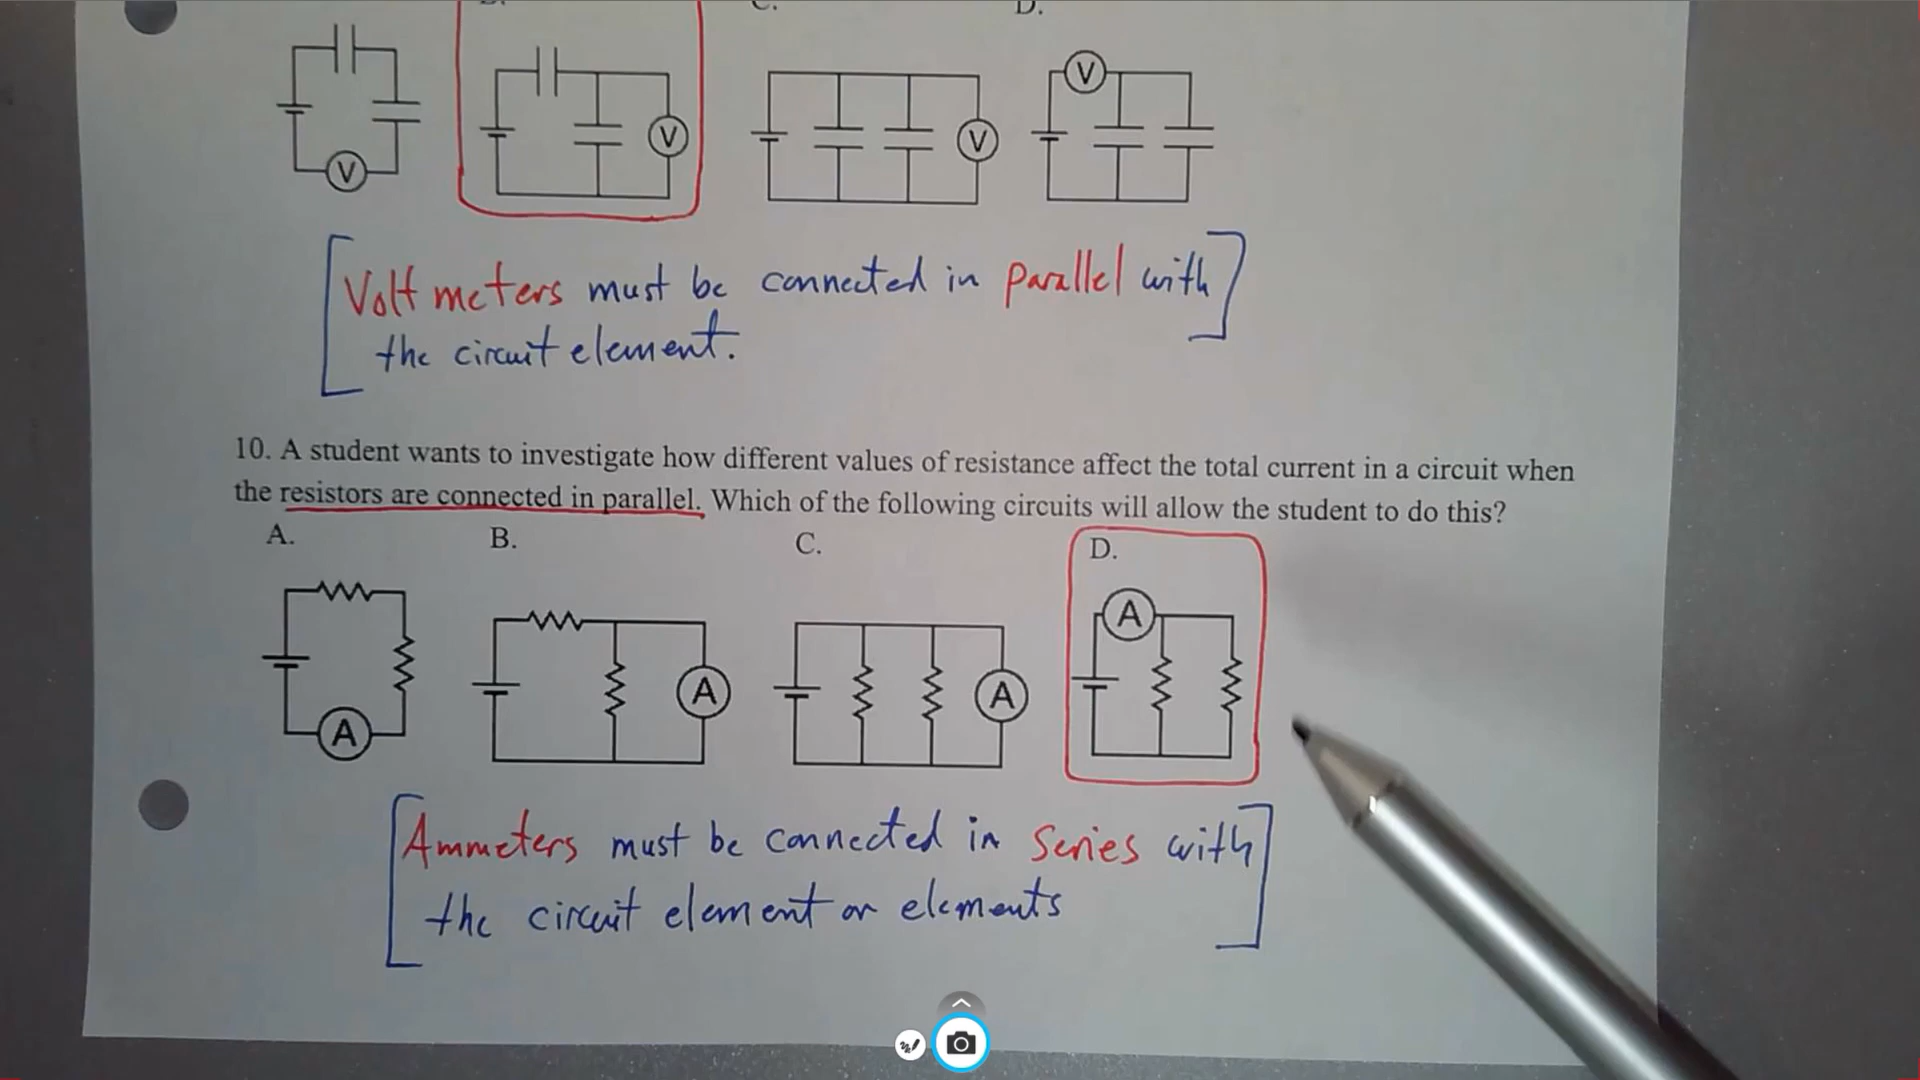 C.
D.
V
V
V
V
Voltmeters must be connected in parallel with
the circuit element.
10. A student wants to investigate how different values of resistance affect the total current in a circuit when
the resistors are connected in parallel. Which of the following circuits will allow the student to do this?
A.
B.
C.
D.
A
A
A
A
Ammeters must be connected in series with
the circuit element or elements